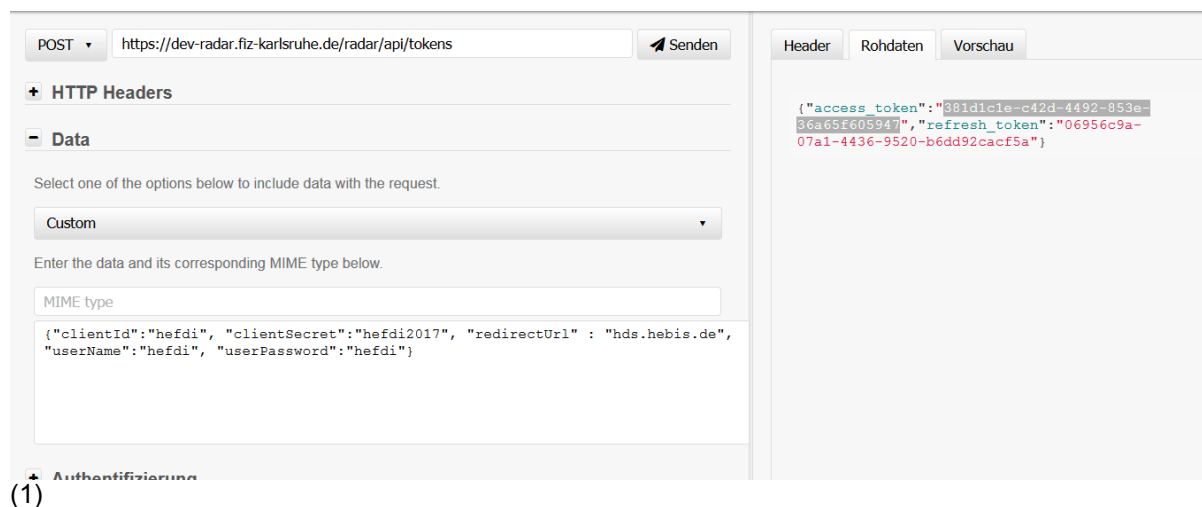 POST
https://dev-radar.fiz-karlsruhe.de/radar/api/tokens
Senden
+ HTTP Headers
- Data
Select one of the options below to include data with the request.
Custom
Enter the data and its corresponding MIME type below.
MIME type
{"clientId":"hefdi", "clientSecret":"hefdi2017", "redirectUrl" : "hds.hebis.de",
"userName":"hefdi", "userPassword":"hefdi"}
+ Authentifizierung
Header Rohdaten Vorschau
{"access_token":"381d1c1e-c42d-4492-853e-
36a65f605947","refresh_token":"06956c9a-
07a1-4436-9520-b6dd92cacf5a"}
(1)